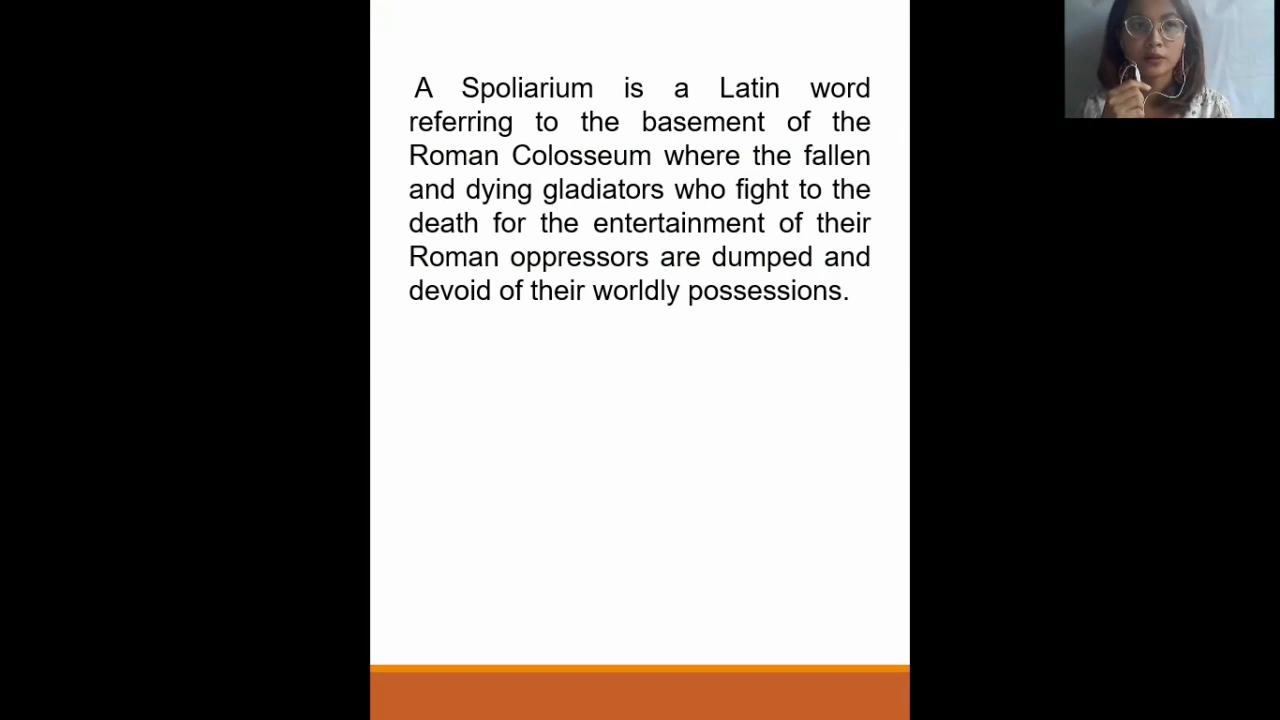 A Spoliarium is a Latin word
referring to the basement of the
Roman Colosseum where the fallen
and dying gladiators who fight to the
death for the entertainment of their
Roman oppressors are dumped and
devoid of their worldly possessions.